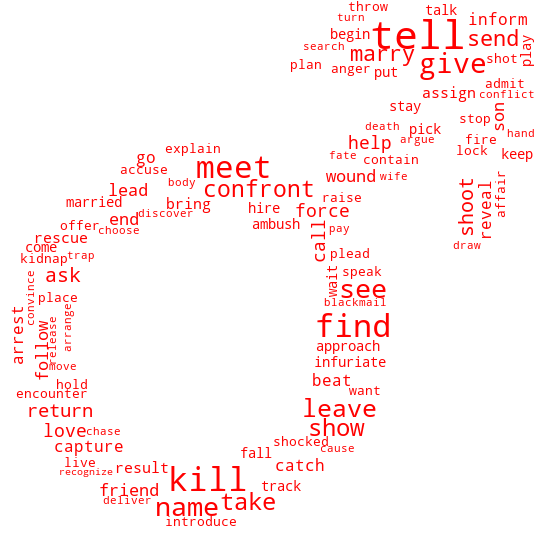 throw
talk
turn
inform
tell
begin
send
play
search
marry
give
shot
plan
anger
put
admit
assign
conflict
stay
son
stop
death
pick
hand
help
argue
fire
explain
lock
keep
go
fate
contain
meet
accuse
wound
wife
body
lead
confront
affair
shoot
reveal
married
bring
raise
hire
force
discover
end
offer
ambush
pay
choose
call
rescue
draw
come
plead
trap
kidnap
wait
speak
ask
see
convince
place
blackmail
arrange
find
arrest
release
follow
approach
infuriate
move
beat
hold
want
encounter
leave
return
show
love
chase
shocked
capture
cause
fall
live
result
catch
recognize
kill
track
friend
take
deliver
name
introduce